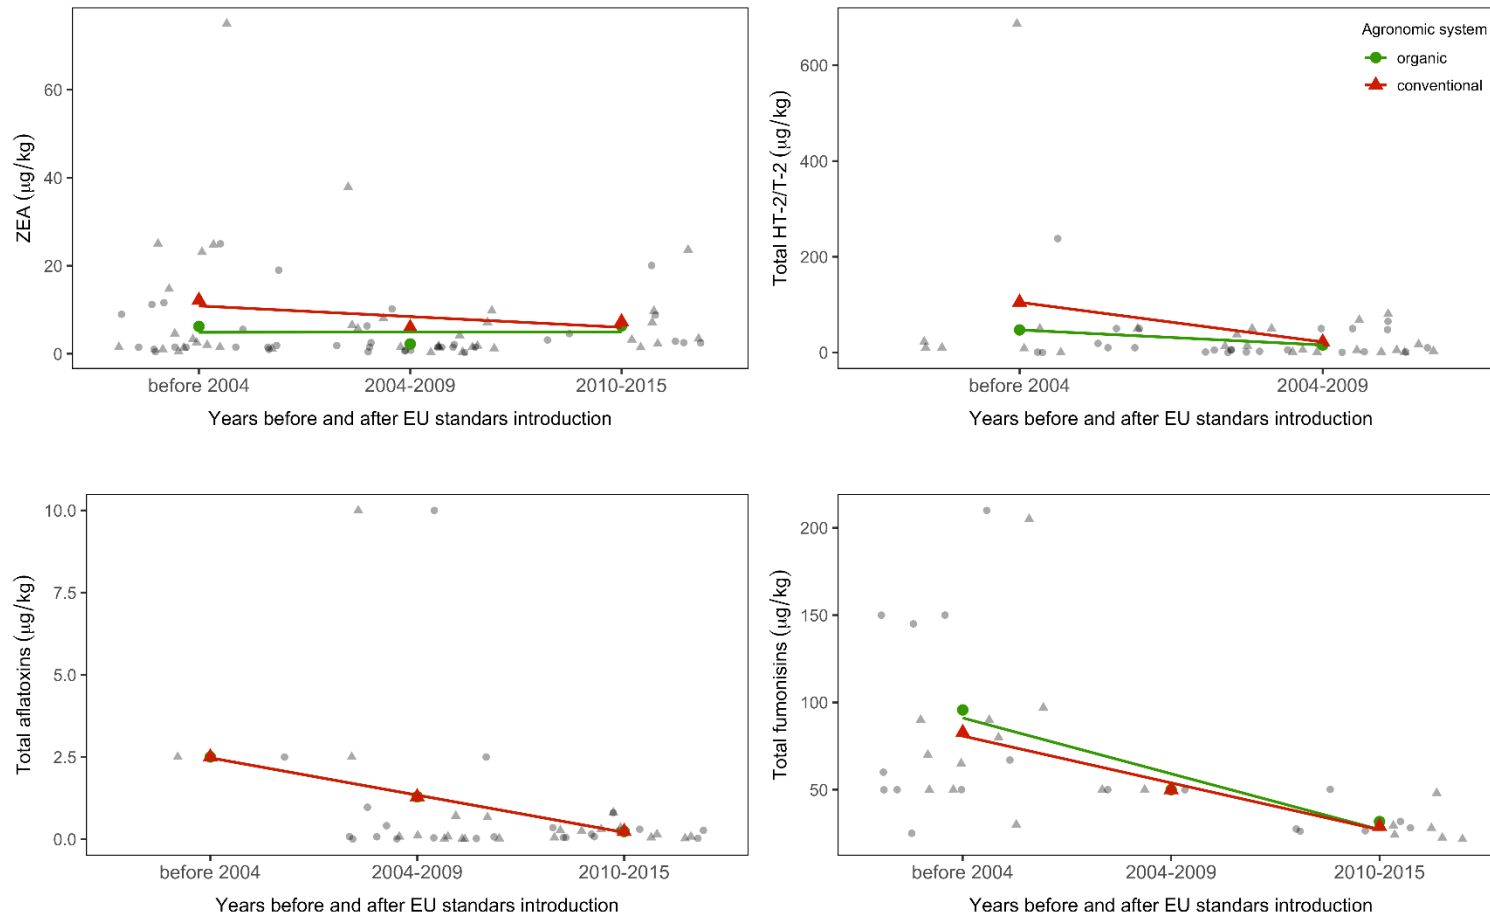 ZEA (μg/kg)
60
40
20
0
before 2004
2004-2009
2010-2015
Years before and after EU standars introduction
Total HT-2/T-2 (μg/kg)
600
400
200
0
before 2004
2004-2009
Years before and after EU standars introduction
Agronomic system
organic
conventional
Total aflatoxins (μg/kg)
10.0
7.5
5.0
2.5
0.0
before 2004
2004-2009
2010-2015
Years before and after EU standars introduction
Total fumonisins (μg/kg)
200
150
100
50
before 2004
2004-2009
2010-2015
Years before and after EU standars introduction